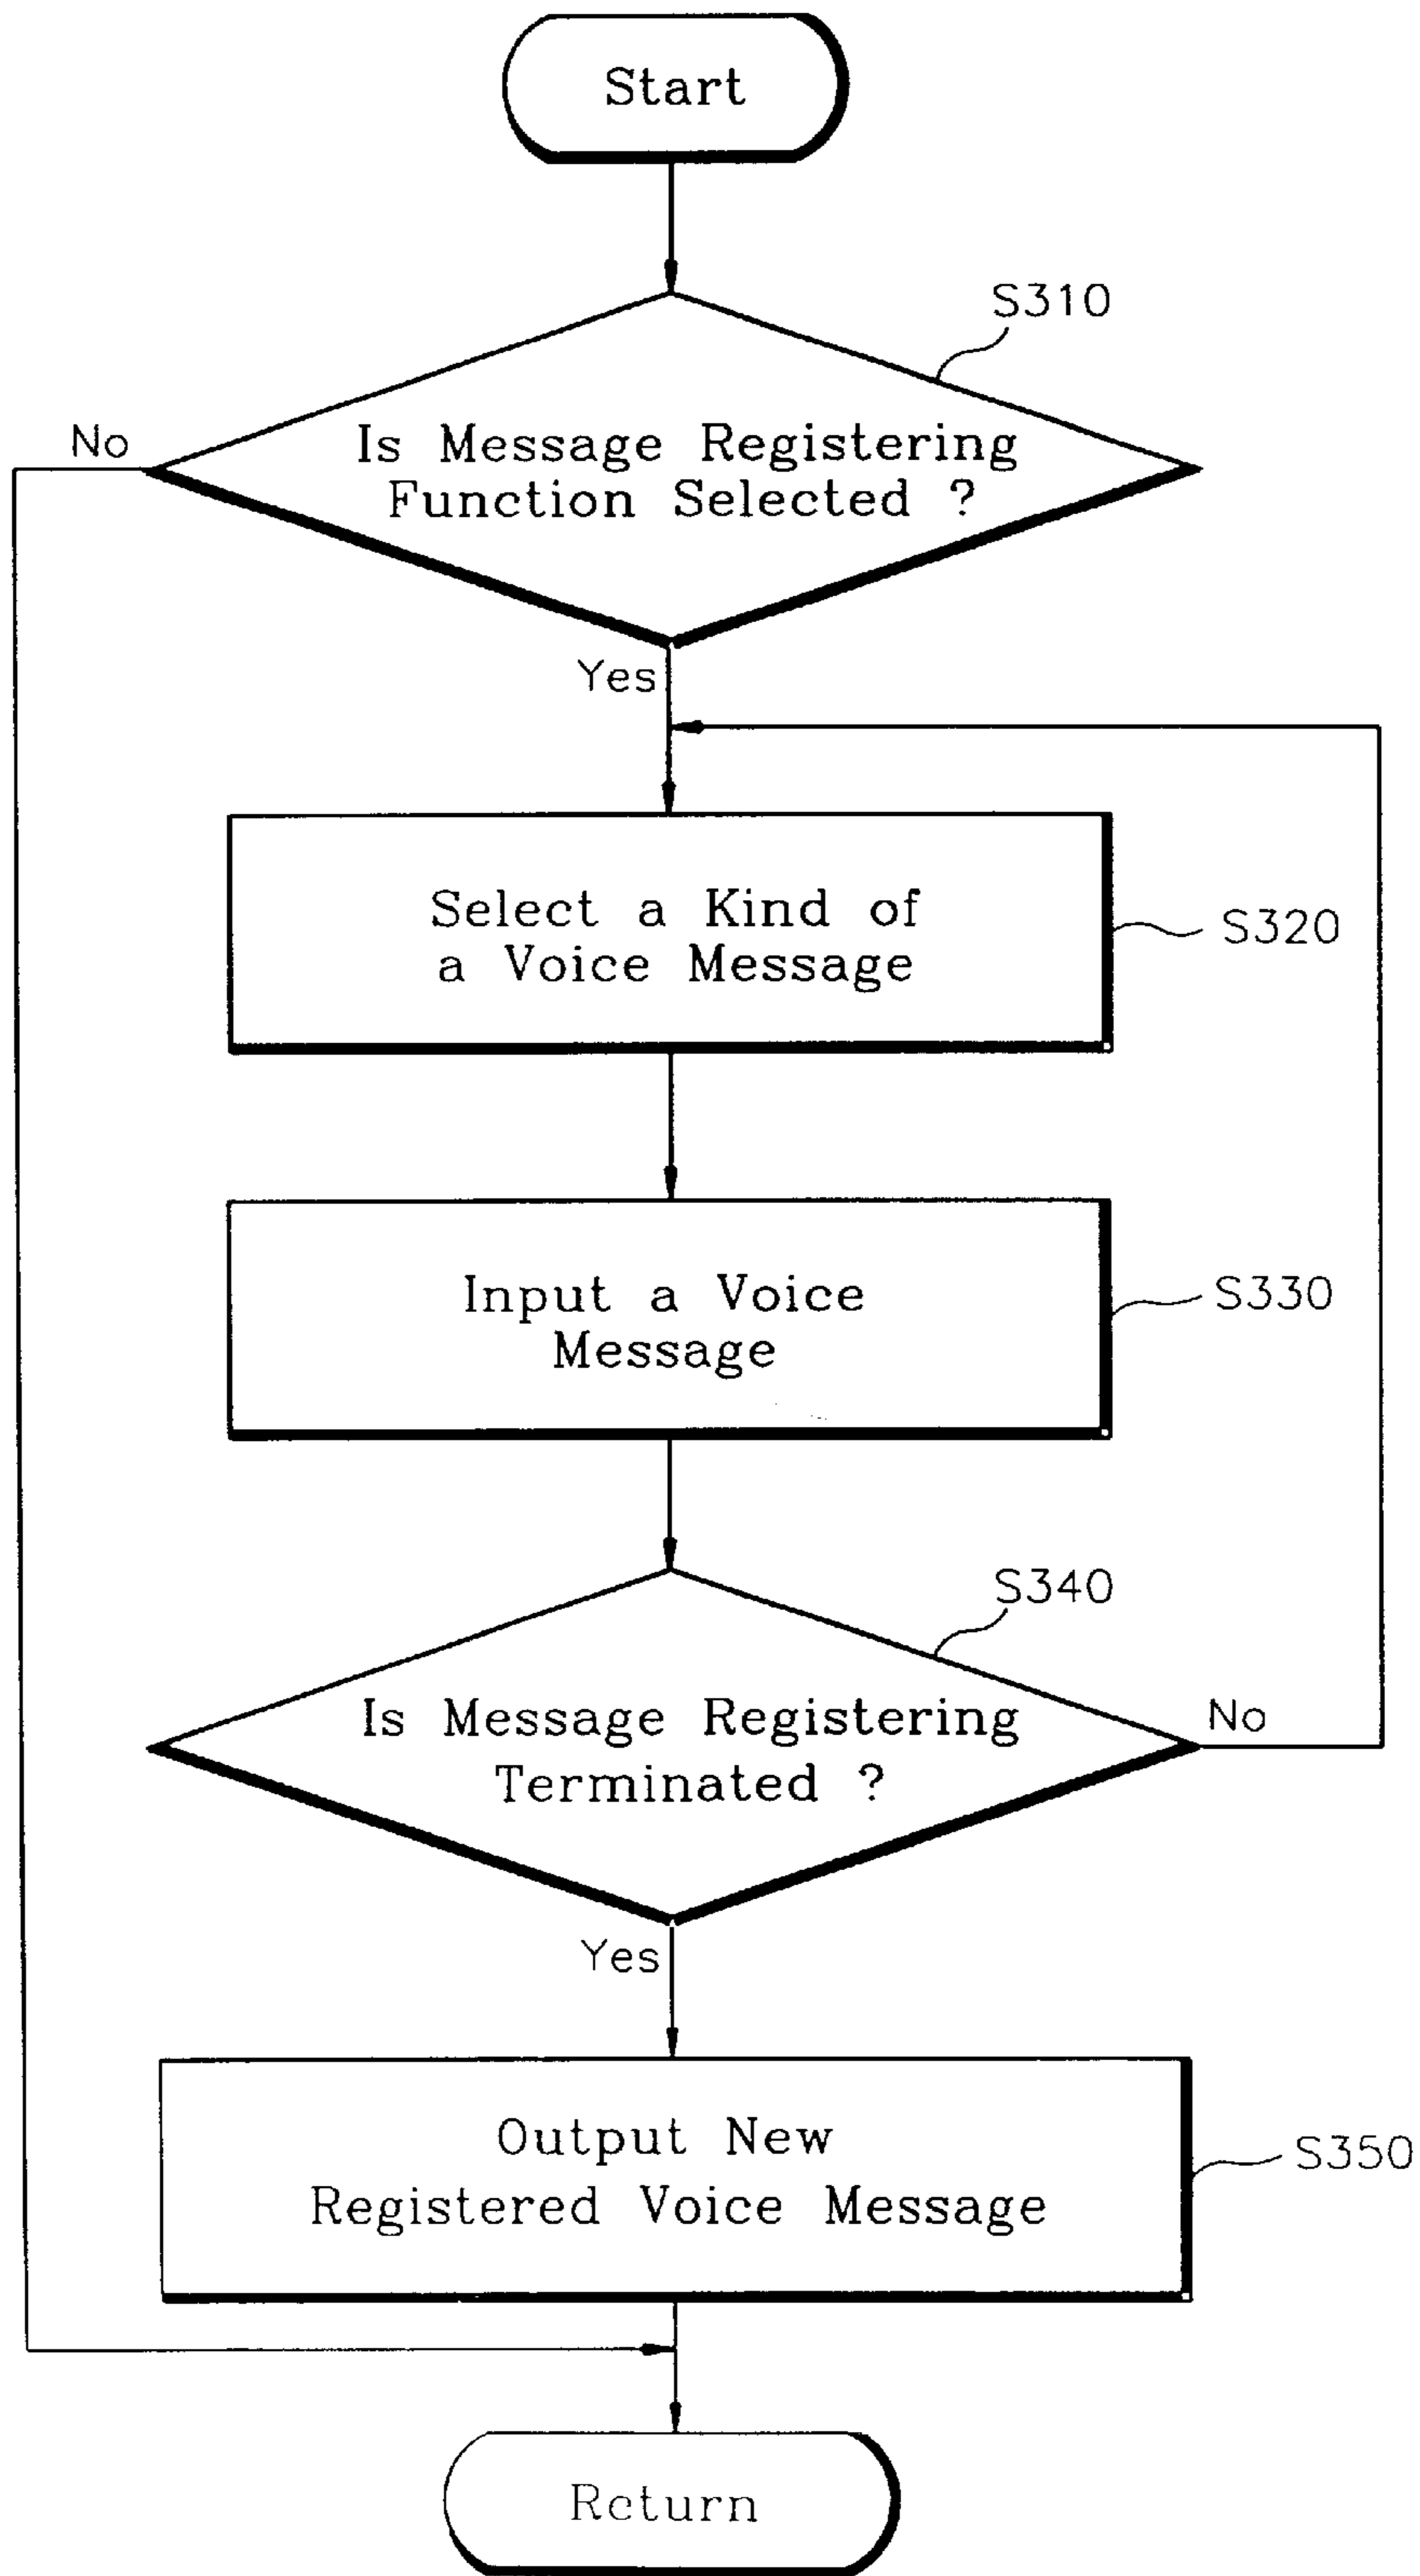 Start
S310
No
Is Message Registering
Function Selected ?
Yes
Select a Kind of
a Voice Message
S320
Input a Voice
Message
S330
S340
Is Message Registering
Terminated ?
No
Yes
Output New
Registered Voice Message
S350
Return